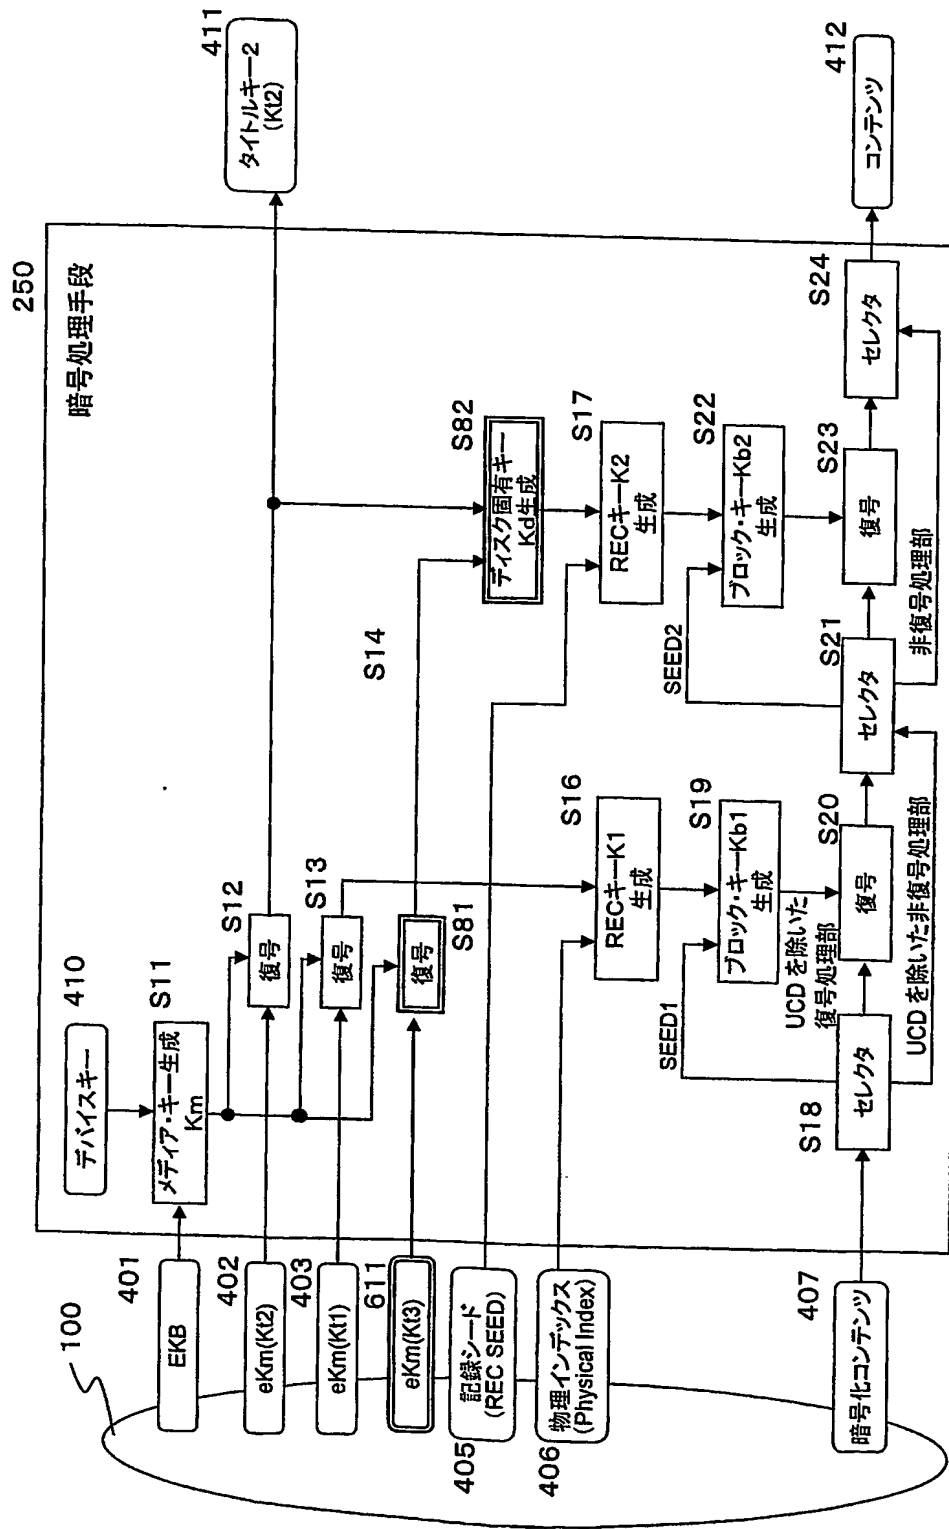 250
暗号処理手段
100
401
EKB
402
eKm(Kt2)
403
eKm(Kt1)
611
eKm(Kt3)
405
記録シード
(REC SEED)
406
物理インデックス
(Physical Index)
407
暗号化コンテンツ
410
デバイスキー
S11
メディア・キー生成
Km
S12
復号
S13
復号
S81
復号
S14
S82
ディスク固有キー
Kd生成
S16
RECキーK1
生成
S17
RECキーK2
生成
SEED1
S19
ブロック・キーKb1
生成
SEED2
S22
ブロック・キーKb2
生成
S18
セレクタ
UCDを除いた
復号処理部
S20
復号
UCDを除いた非復号処理部
S21
セレクタ
S23
復号
非復号処理部
S24
セレクタ
411
タイトルキー2
(Kt2)
412
コンテンツ